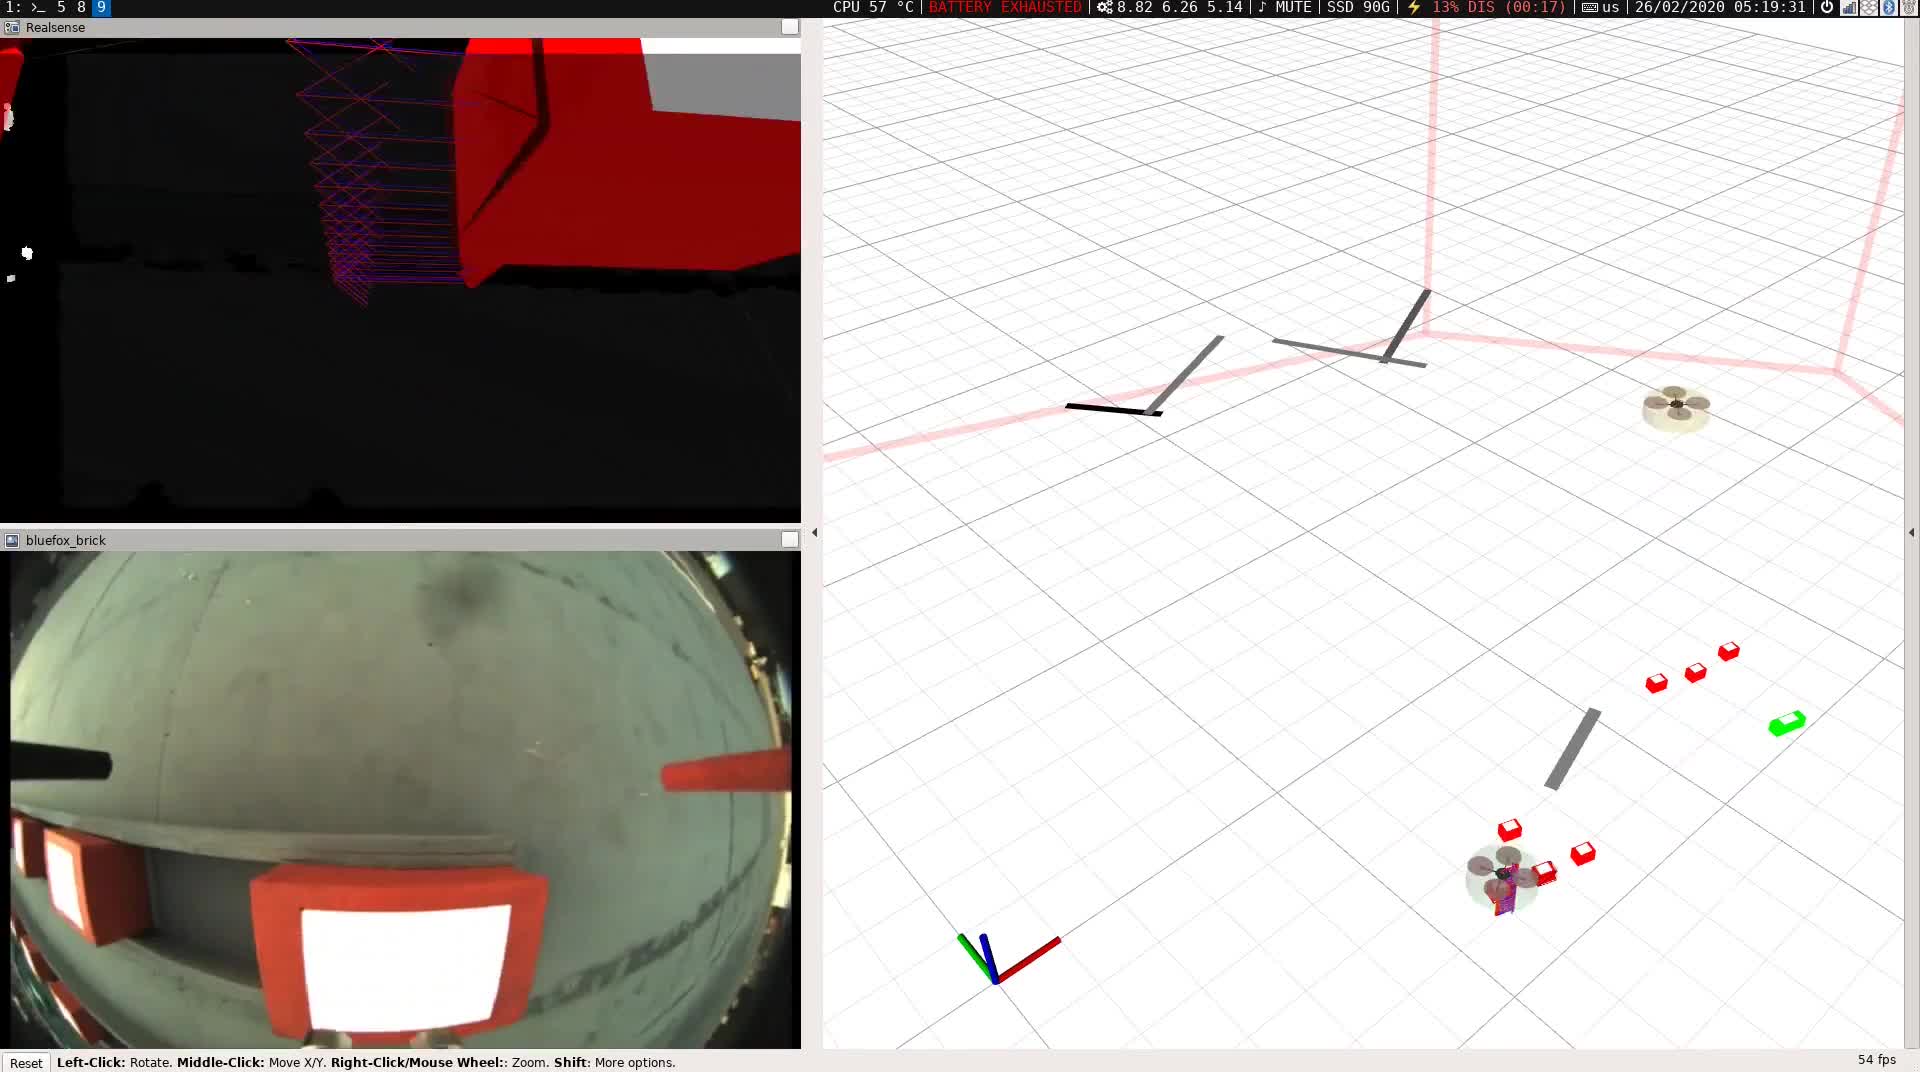 1: >_ 5 8 9 CPU 57 °C BATTERY EXHAUSTED 8.82 6.26 5.14 ♪ MUTE SSD 90G ⚡ 13% DIS (00:17) us 26/02/2020 05:19:31
Realsense
bluefox_brick
Reset Left-Click: Rotate. Middle-Click: Move X/Y. Right-Click/Mouse Wheel:: Zoom. Shift: More options. 54 fps